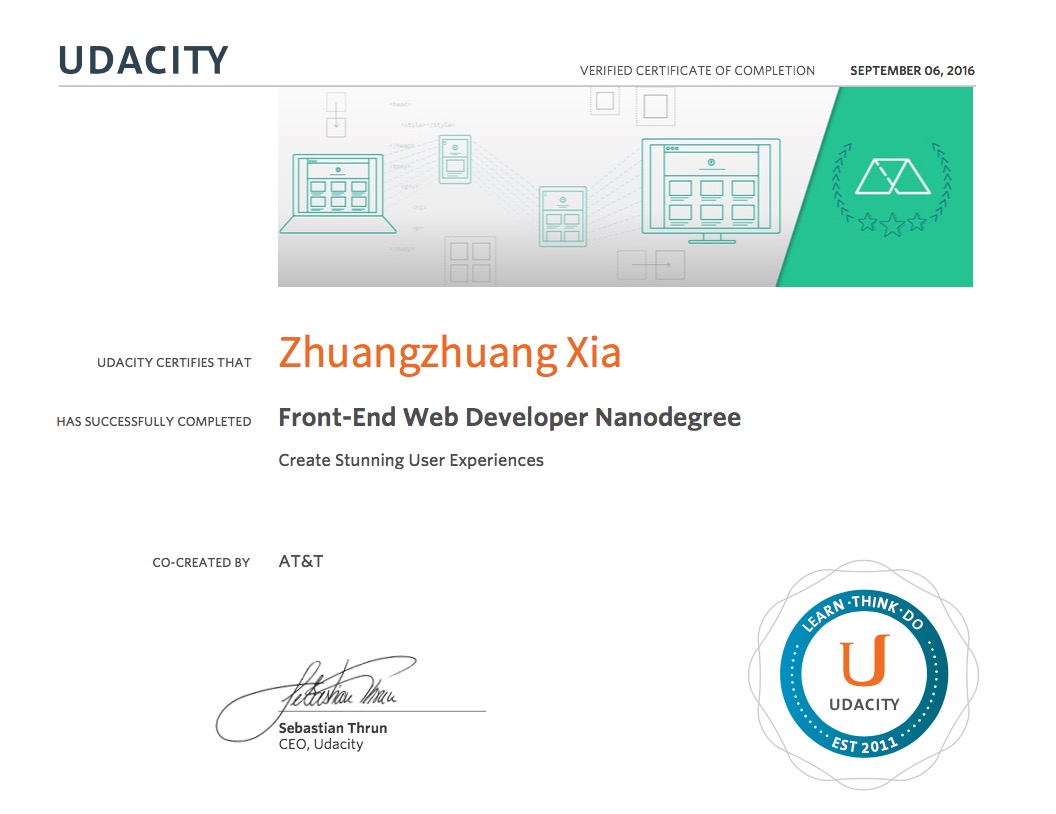 UDACITY
VERIFIED CERTIFICATE OF COMPLETION SEPTEMBER 06, 2016
<head>
<style></style>
</head>
<div>
</body>
UDACITY CERTIFIES THAT Zhuangzhuang Xia
HAS SUCCESSFULLY COMPLETED Front-End Web Developer Nanodegree
Create Stunning User Experiences
CO-CREATED BY AT&T
LEARN·THINK·DO
U
UDACITY
EST 2011
Sebastian Thrun
Sebastian Thrun
CEO, Udacity